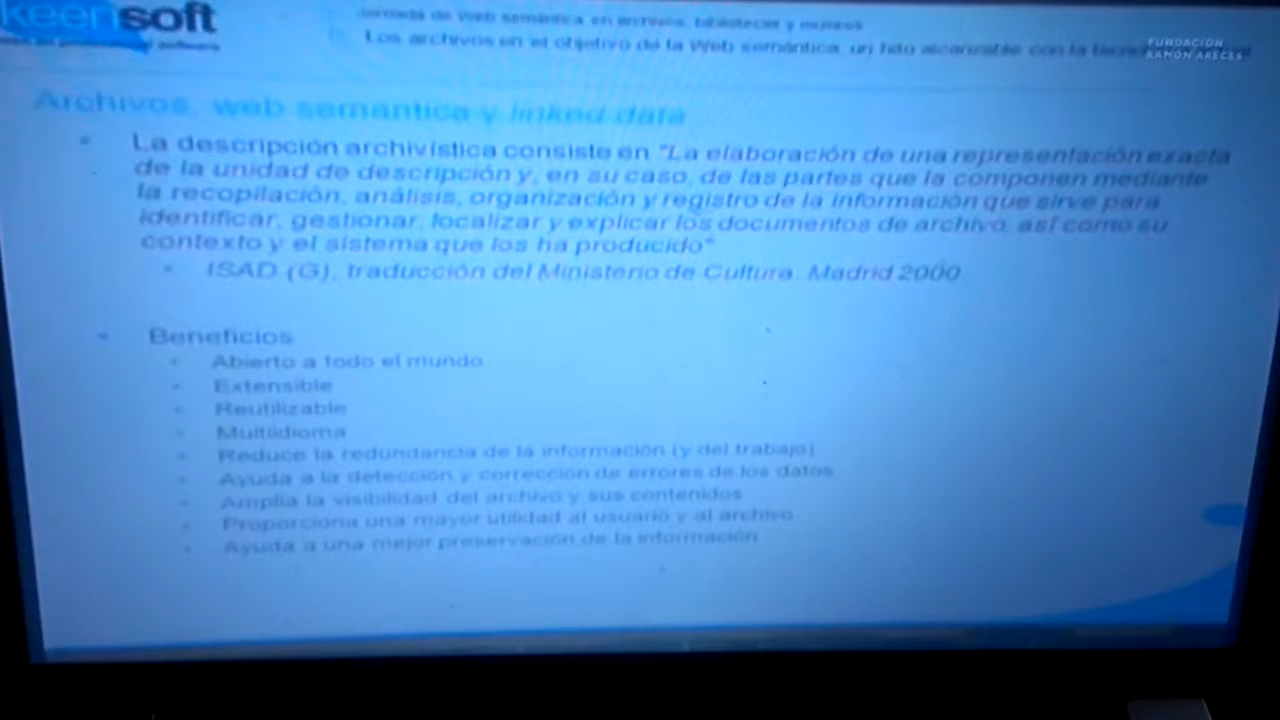 keensoft
Jornada de Web semántica en archivos, bibliotecas y museos
Los archivos en el objetivo de la Web semántica, un hito alcanzable con la
FUNDACIÓN
RAMÓN ARECES
Archivos, web semántica y linked data
La descripción archivística consiste en "La elaboración de una representación exacta
de la unidad de descripción y, en su caso, de las partes que la componen mediante
la recopilación, análisis, organización y registro de la información que sirve para
identificar, gestionar, localizar y explicar los documentos de archivo, así como su
contexto y el sistema que los ha producido"
ISAD (G), traducción del Ministerio de Cultura. Madrid 2000
Beneficios
Abierto a todo el mundo
Extensible
Reutilizable
Multiidioma
Reduce la redundancia de la información (y del trabajo)
Ayuda a la detección y corrección de errores de los datos
Amplia la visibilidad del archivo y sus contenidos
Proporciona una mayor utilidad al usuario y al archivo
Ayuda a una mejor preservación de la información